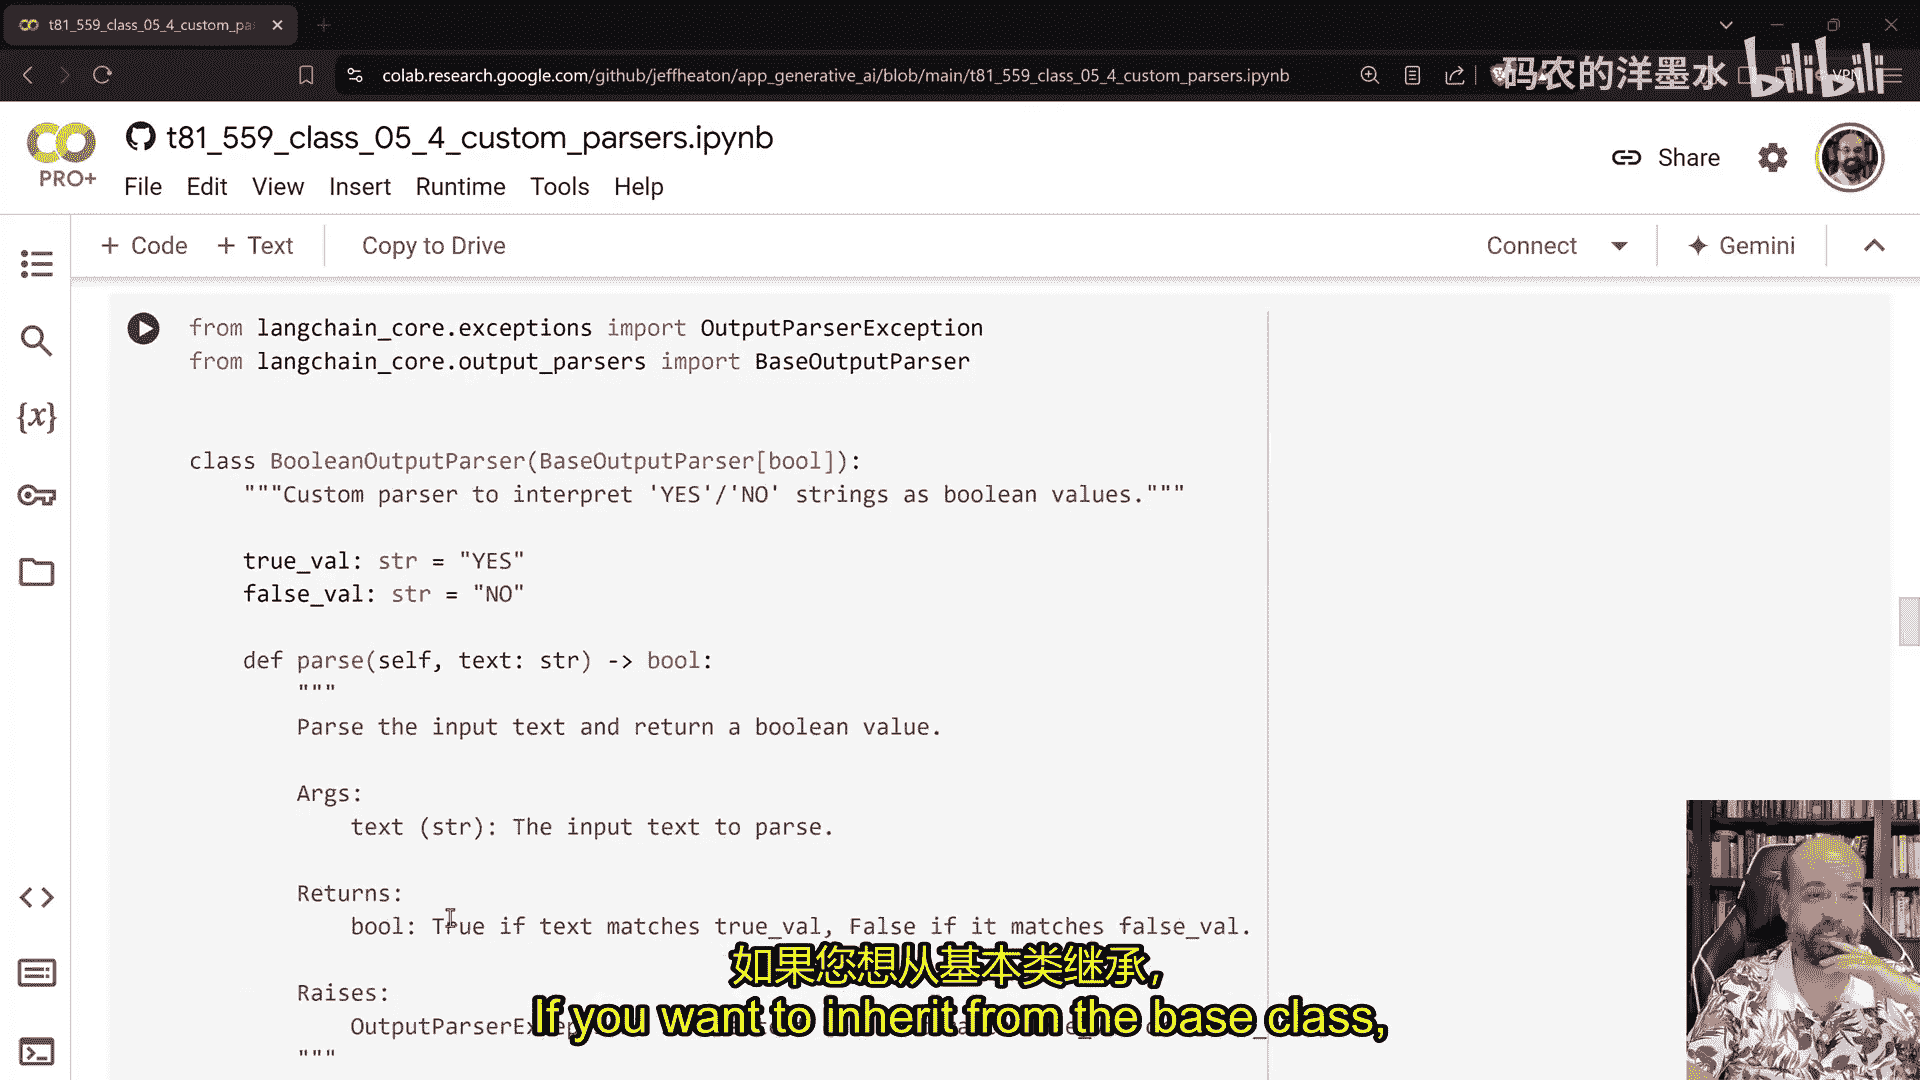 t81_559_class_05_4_custom_pa
colab.research.google.com/github/jeffheaton/app_generative_ai/blob/main/t81_559_class_05_4_custom_parsers.ipynb
码农的洋墨水 bilibili
VPN
PRO+
t81_559_class_05_4_custom_parsers.ipynb
Share
File Edit View Insert Runtime Tools Help
+ Code + Text Copy to Drive Connect Gemini
{x}
from langchain_core.exceptions import OutputParserException
from langchain_core.output_parsers import BaseOutputParser
class BooleanOutputParser(BaseOutputParser[bool]):
"""Custom parser to interpret 'YES'/'NO' strings as boolean values."""
true_val: str = "YES"
false_val: str = "NO"
def parse(self, text: str) -> bool:
"""
Parse the input text and return a boolean value.
Args:
text (str): The input text to parse.
Returns:
bool: True if text matches true_val, False if it matches false_val.
Raises:
"""
如果您想从基本类继承,
If you want to inherit from the base class,